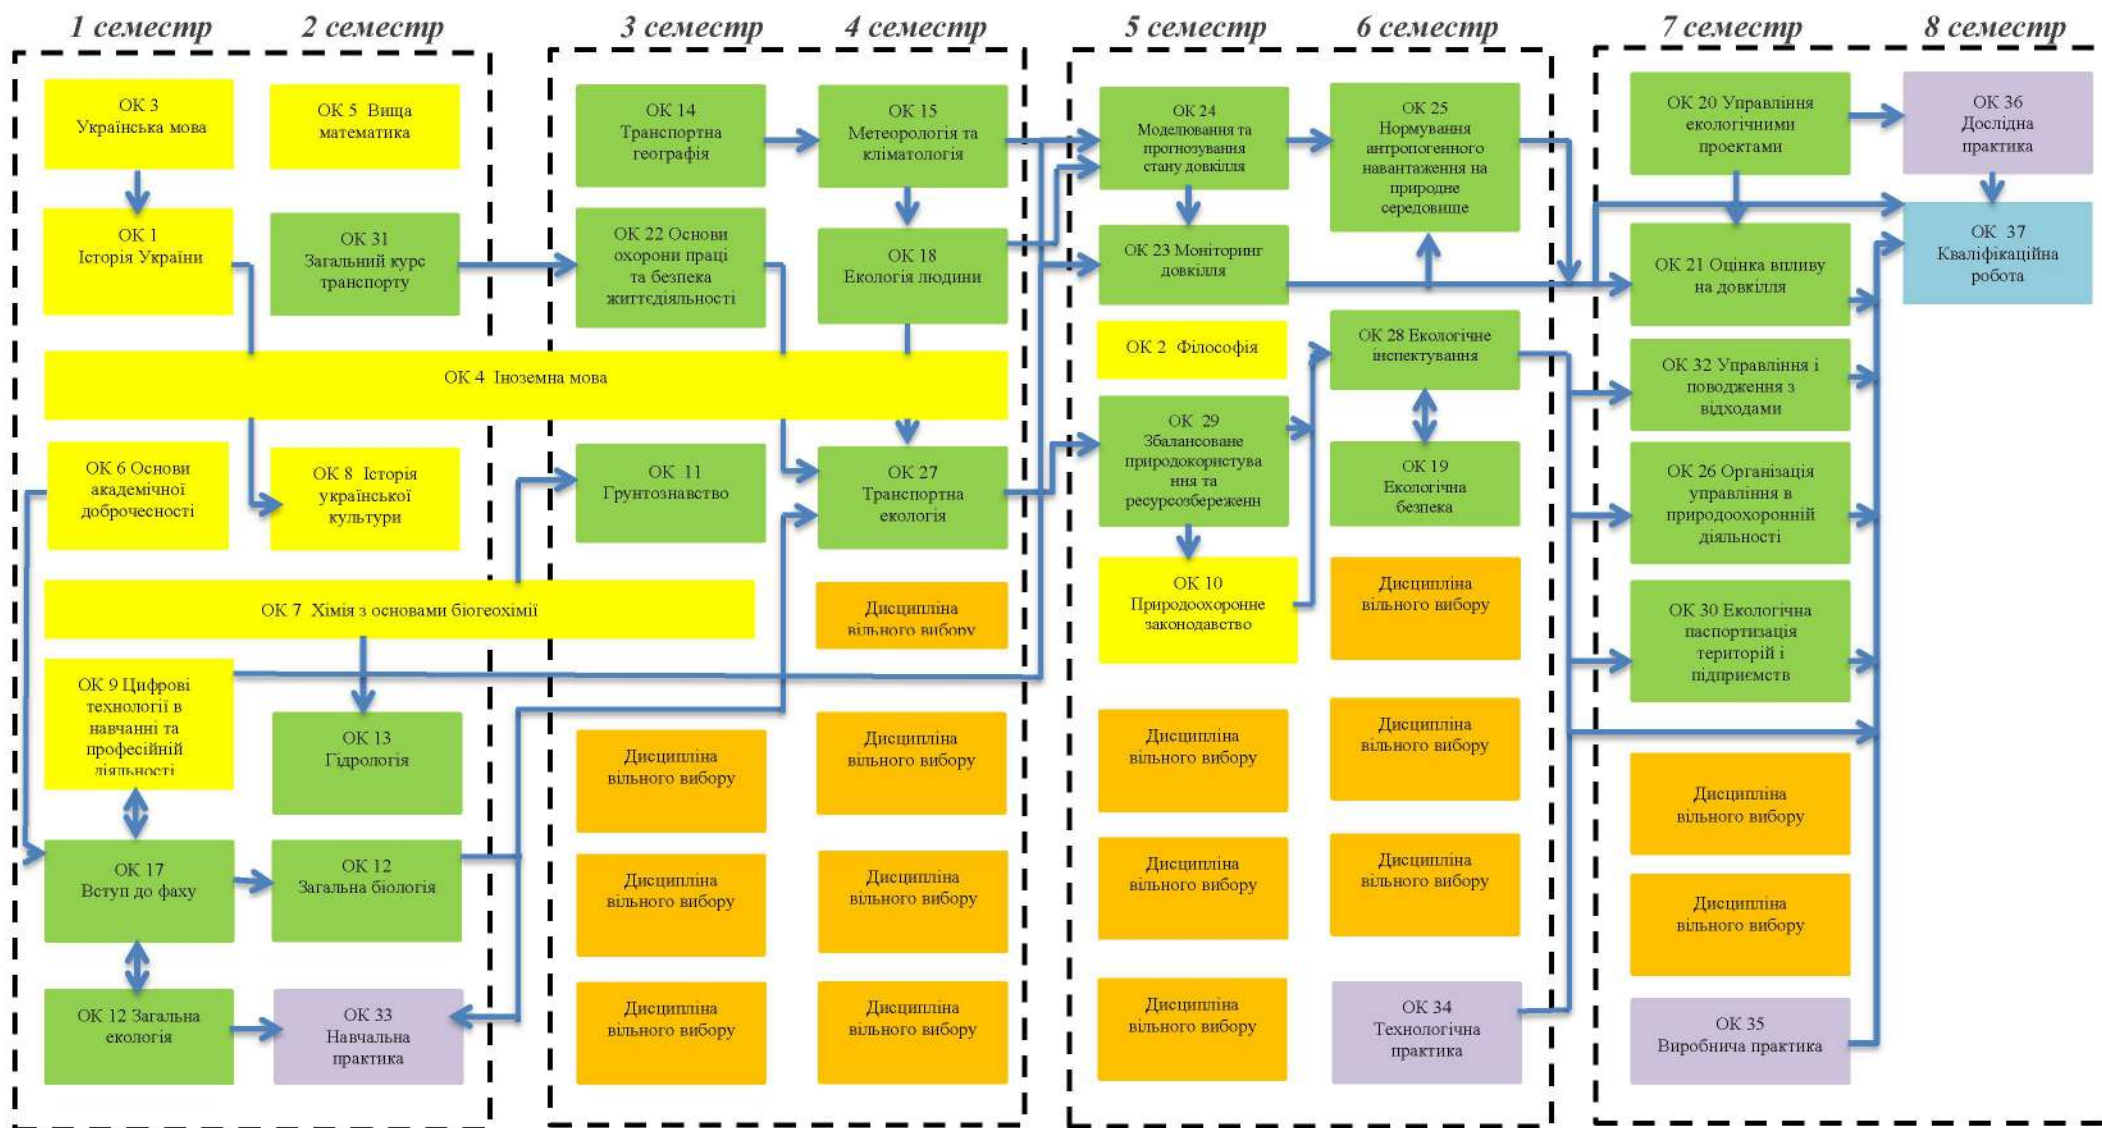 1 семестр
2 семестр
3 семестр
4 семестр
5 семестр
6 семестр
7 семестр
8 семестр
ОК 3
Українська мова
ОК 5 Вища
математика
ОК 1
Історія України
ОК 31
Загальний курс
транспорту
ОК 4 Іноземна мова
ОК 6 Основи
академічної
доброчесності
ОК 8 Історія
української
культури
ОК 7 Хімія з основами біогеохімії
ОК 9 Цифрові
технології в
навчанні та
професійній
діяльності
ОК 13
Гідрологія
ОК 17
Вступ до фаху
ОК 12
Загальна біологія
ОК 12 Загальна
екологія
ОК 33
Навчальна
практика
ОК 14
Транспортна
географія
ОК 15
Метеорологія та
кліматологія
ОК 22 Основи
охорони праці
та безпека
життєдіяльності
ОК 18
Екологія людини
ОК 11
Грунтознавство
ОК 27
Транспортна
екологія
Дисципліна
вільного вибору
Дисципліна
вільного вибору
Дисципліна
вільного вибору
Дисципліна
вільного вибору
Дисципліна
вільного вибору
Дисципліна
вільного вибору
Дисципліна
вільного вибору
ОК 24
Моделювання та
прогнозування
стану довкілля
ОК 25
Нормування
антропогенного
навантаження на
природне
середовище
ОК 23 Моніторинг
довкілля
ОК 2 Філософія
ОК 28 Екологічне
інспектування
ОК 29
Збалансоване
природокористува
ння та
ресурсозбереженн
ОК 19
Екологічна
безпека
ОК 10
Природоохоронне
законодавство
Дисципліна
вільного вибору
Дисципліна
вільного вибору
Дисципліна
вільного вибору
Дисципліна
вільного вибору
Дисципліна
вільного вибору
Дисципліна
вільного вибору
ОК 34
Технологічна
практика
ОК 20 Управління
екологічними
проектами
ОК 36
Дослідна
практика
ОК 21 Оцінка впливу
на довкілля
ОК 37
Кваліфікаційна
робота
ОК 32 Управління і
поводження з
відходами
ОК 26 Організація
управління в
природоохоронній
діяльності
ОК 30 Екологічна
паспортизація
територій і
підприємств
Дисципліна
вільного вибору
Дисципліна
вільного вибору
ОК 35
Виробнича практика